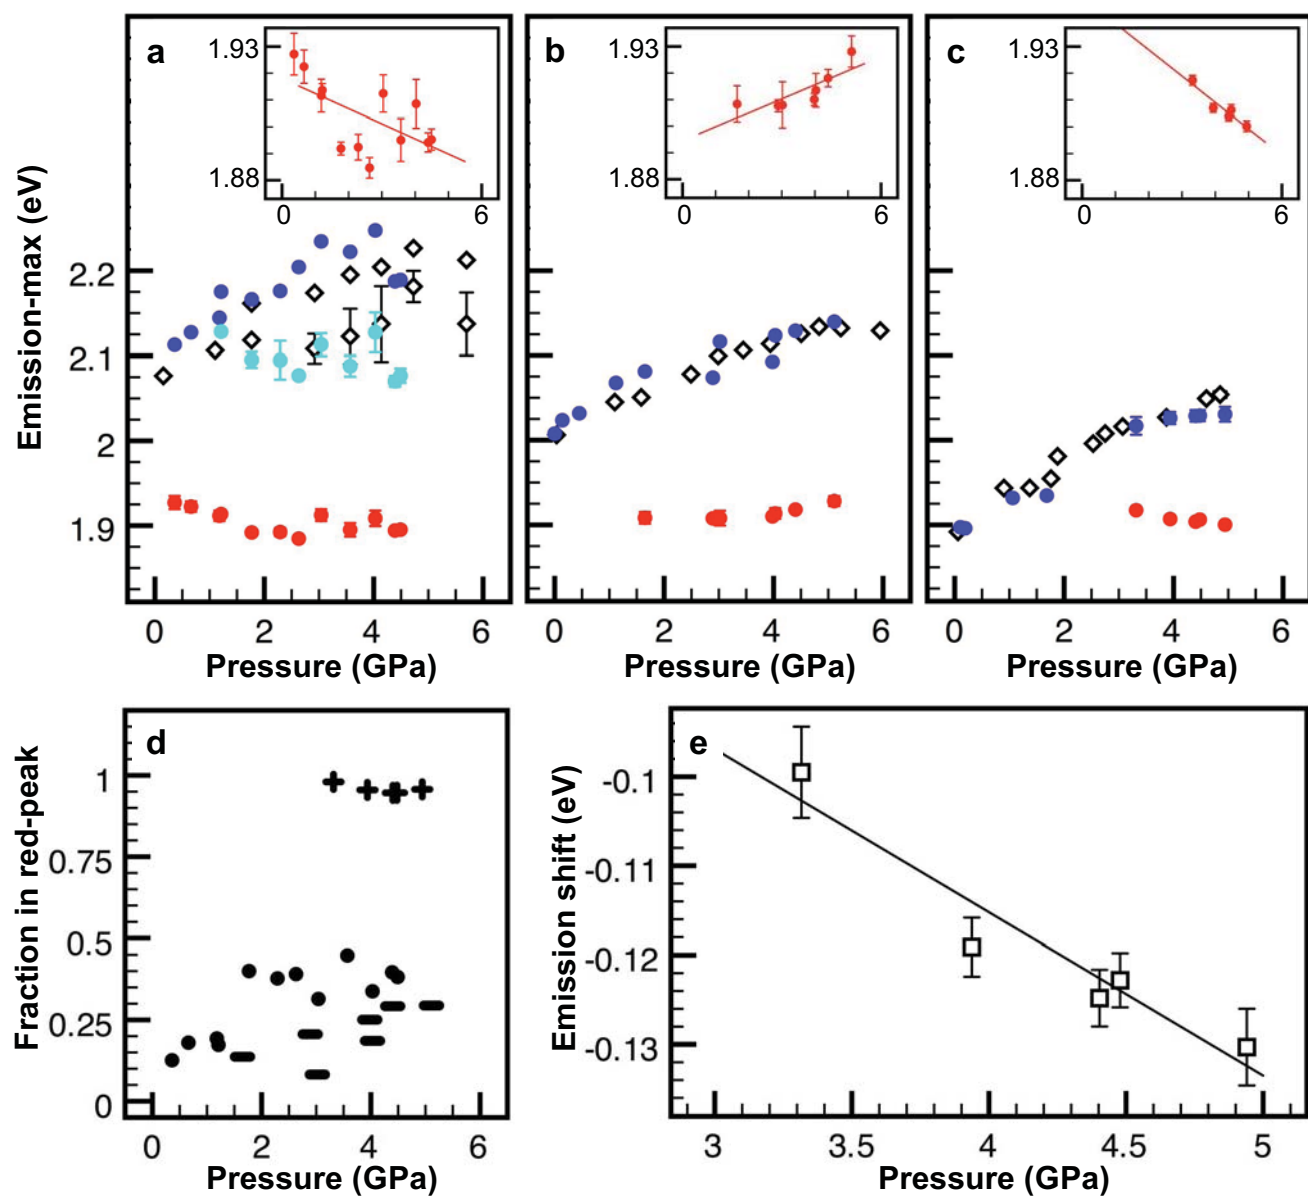 a
1.93
1.88
0
6
b
1.93
1.88
0
6
c
1.93
1.88
0
6
Emission-max (eV)
2.2
2.1
2
1.9
0 2 4 6
Pressure (GPa)
0 2 4 6
Pressure (GPa)
0 2 4 6
Pressure (GPa)
d
Fraction in red-peak
1
0.75
0.5
0.25
0
0 2 4 6
Pressure (GPa)
e
Emission shift (eV)
-0.1
-0.11
-0.12
-0.13
3 3.5 4 4.5 5
Pressure (GPa)